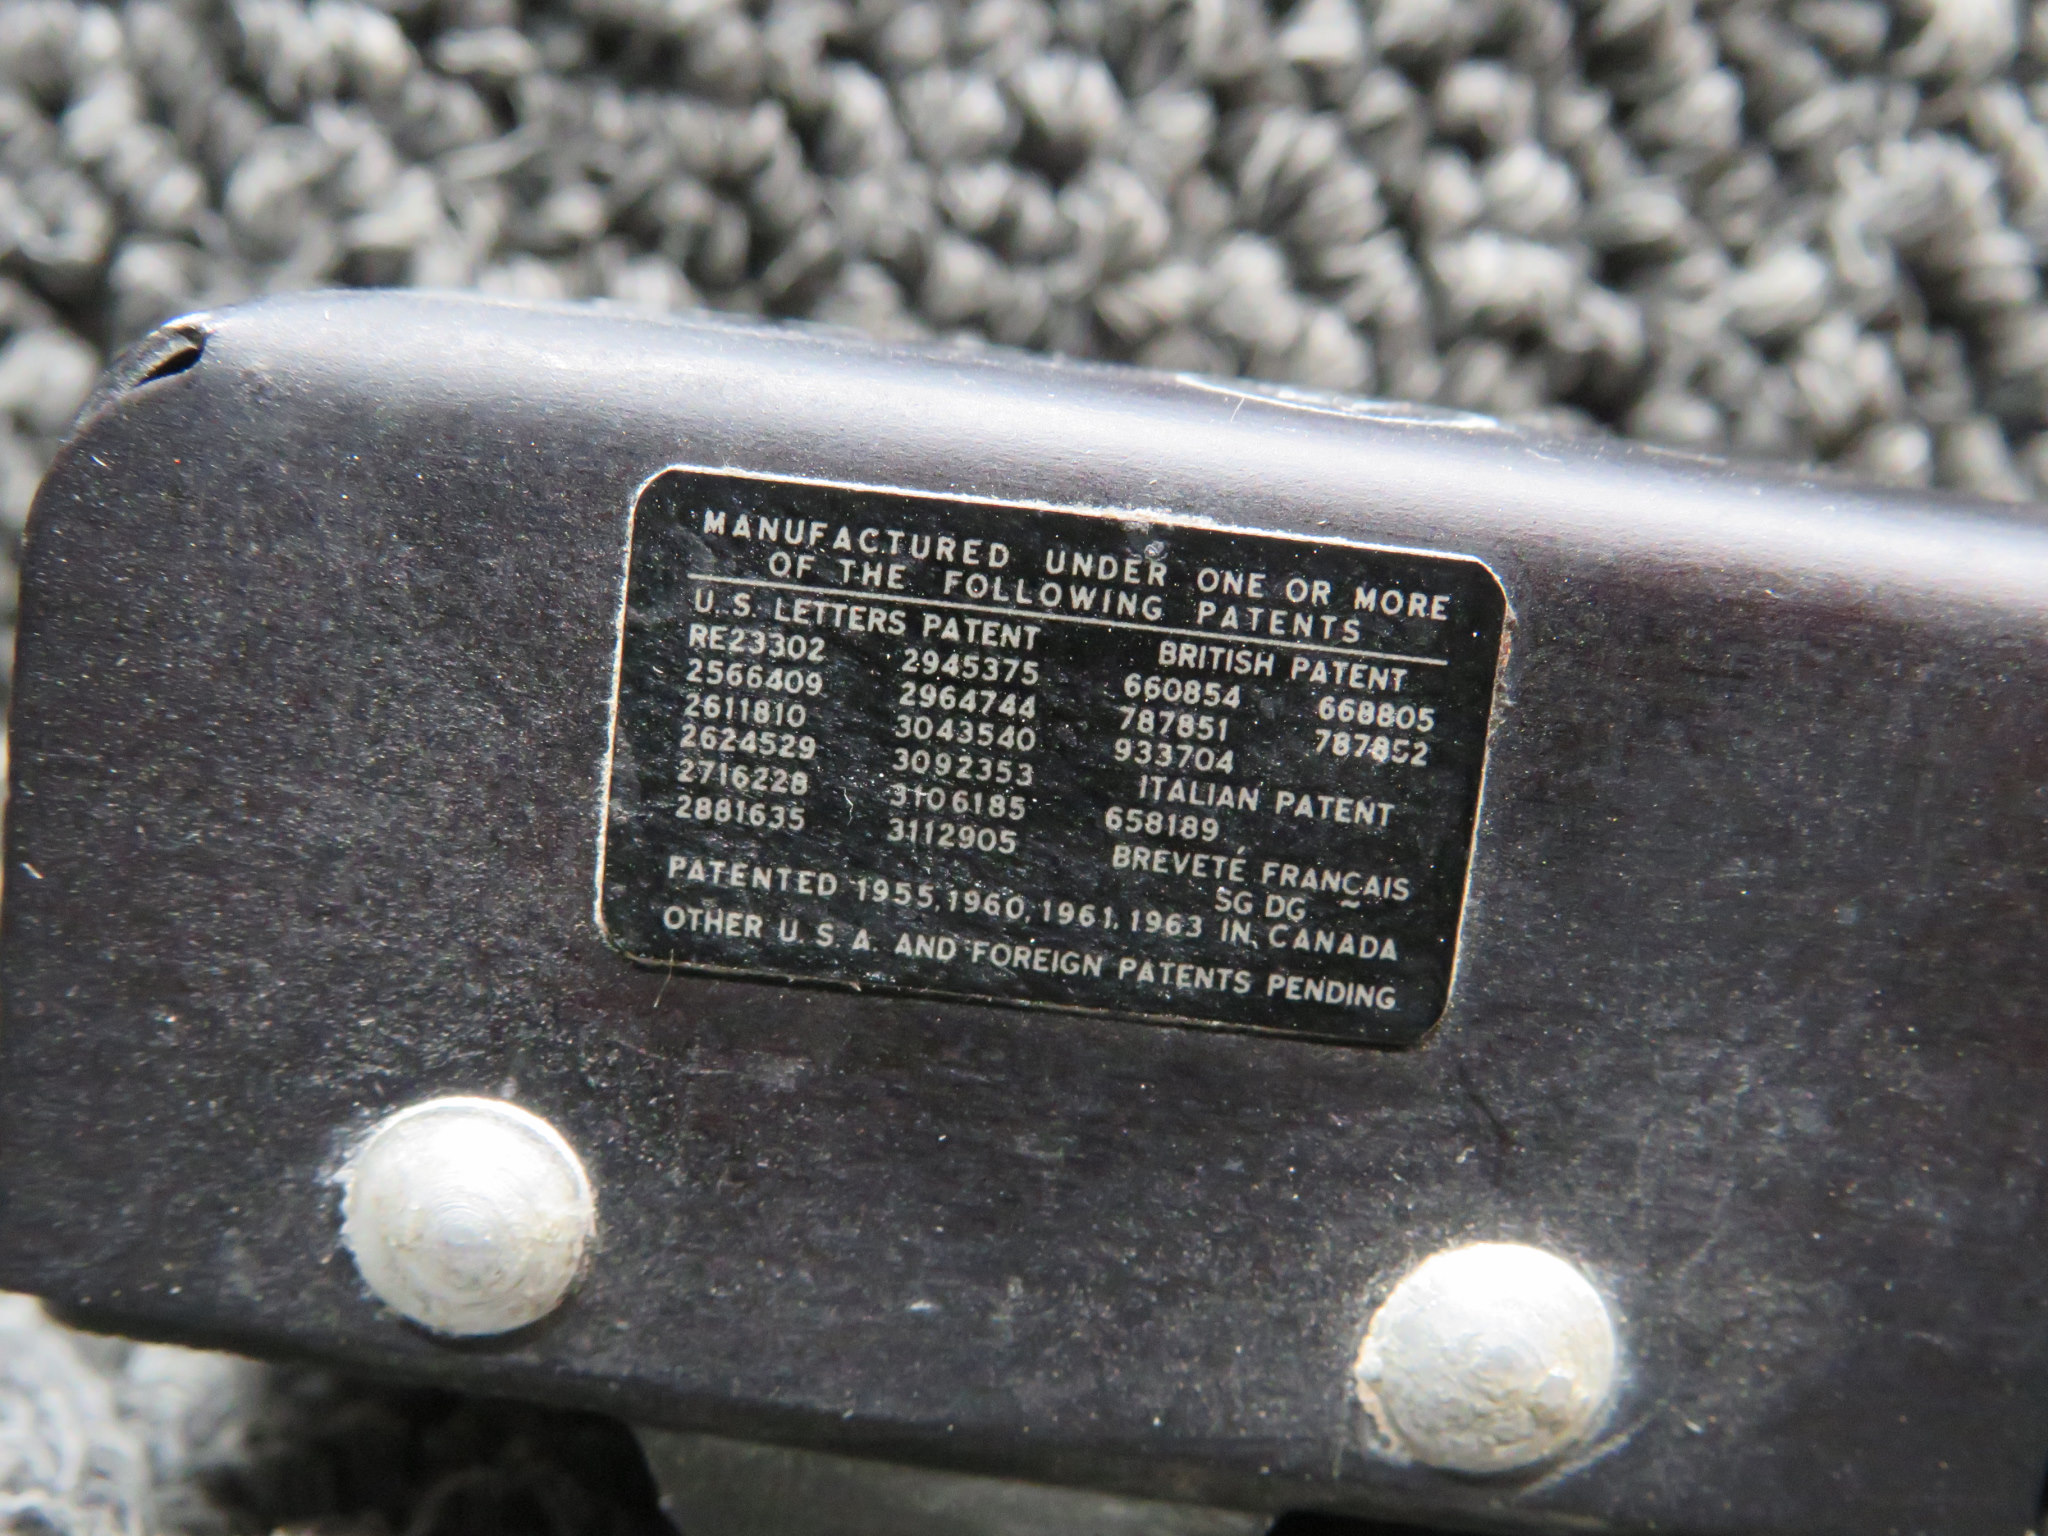 MANUFACTURED UNDER ONE OR MORE
OF THE FOLLOWING PATENTS
U. S. LETTERS PATENT
RE23302 2945375
2566409 2964744
2611810 3043540
2624529 3092353
2716228 3106185
2881635 3112905
BRITISH PATENT
660854 668805
787851 787852
933704
ITALIAN PATENT
658189
BREVETÉ FRANÇAIS
SG DG
PATENTED 1955, 1960, 1961, 1963 IN CANADA
OTHER U. S. A. AND FOREIGN PATENTS PENDING